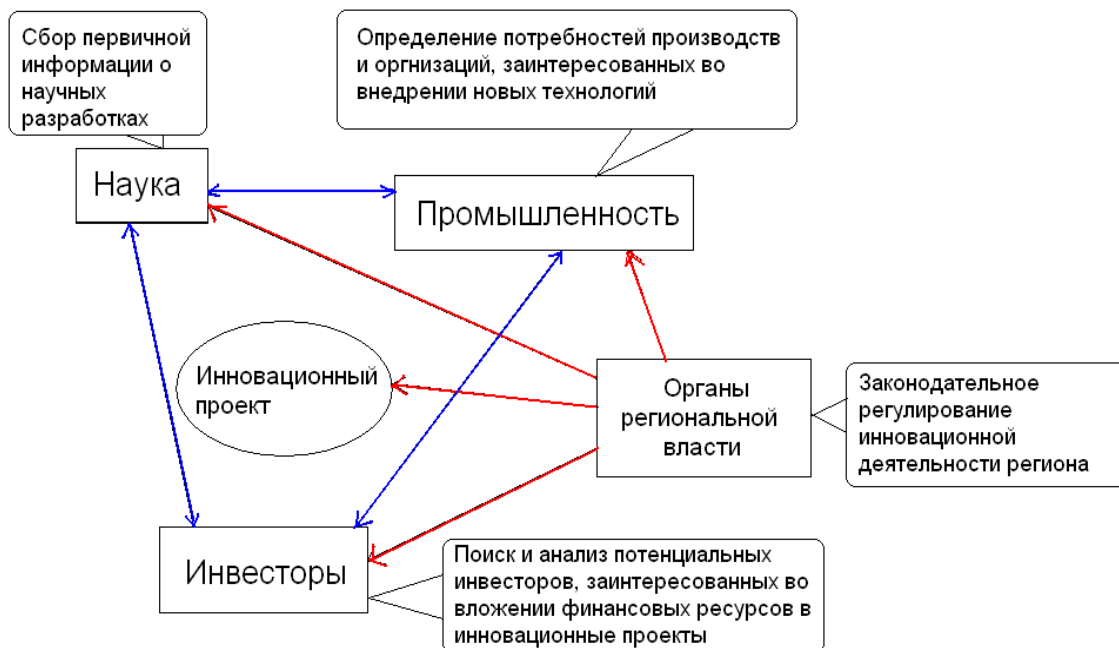 Сбор первичной
информации о
научных
разработках
Определение потребностей производств
и оргнизаций, заинтересованных во
внедрении новых технологий
Наука
Промышленность
Инновационный
проект
Органы
региональной
власти
Законодательное
регулирование
инновационной
деятельности региона
Инвесторы
Поиск и анализ потенциальных
инвесторов, заинтересованных во
вложении финансовых ресурсов в
инновационные проекты